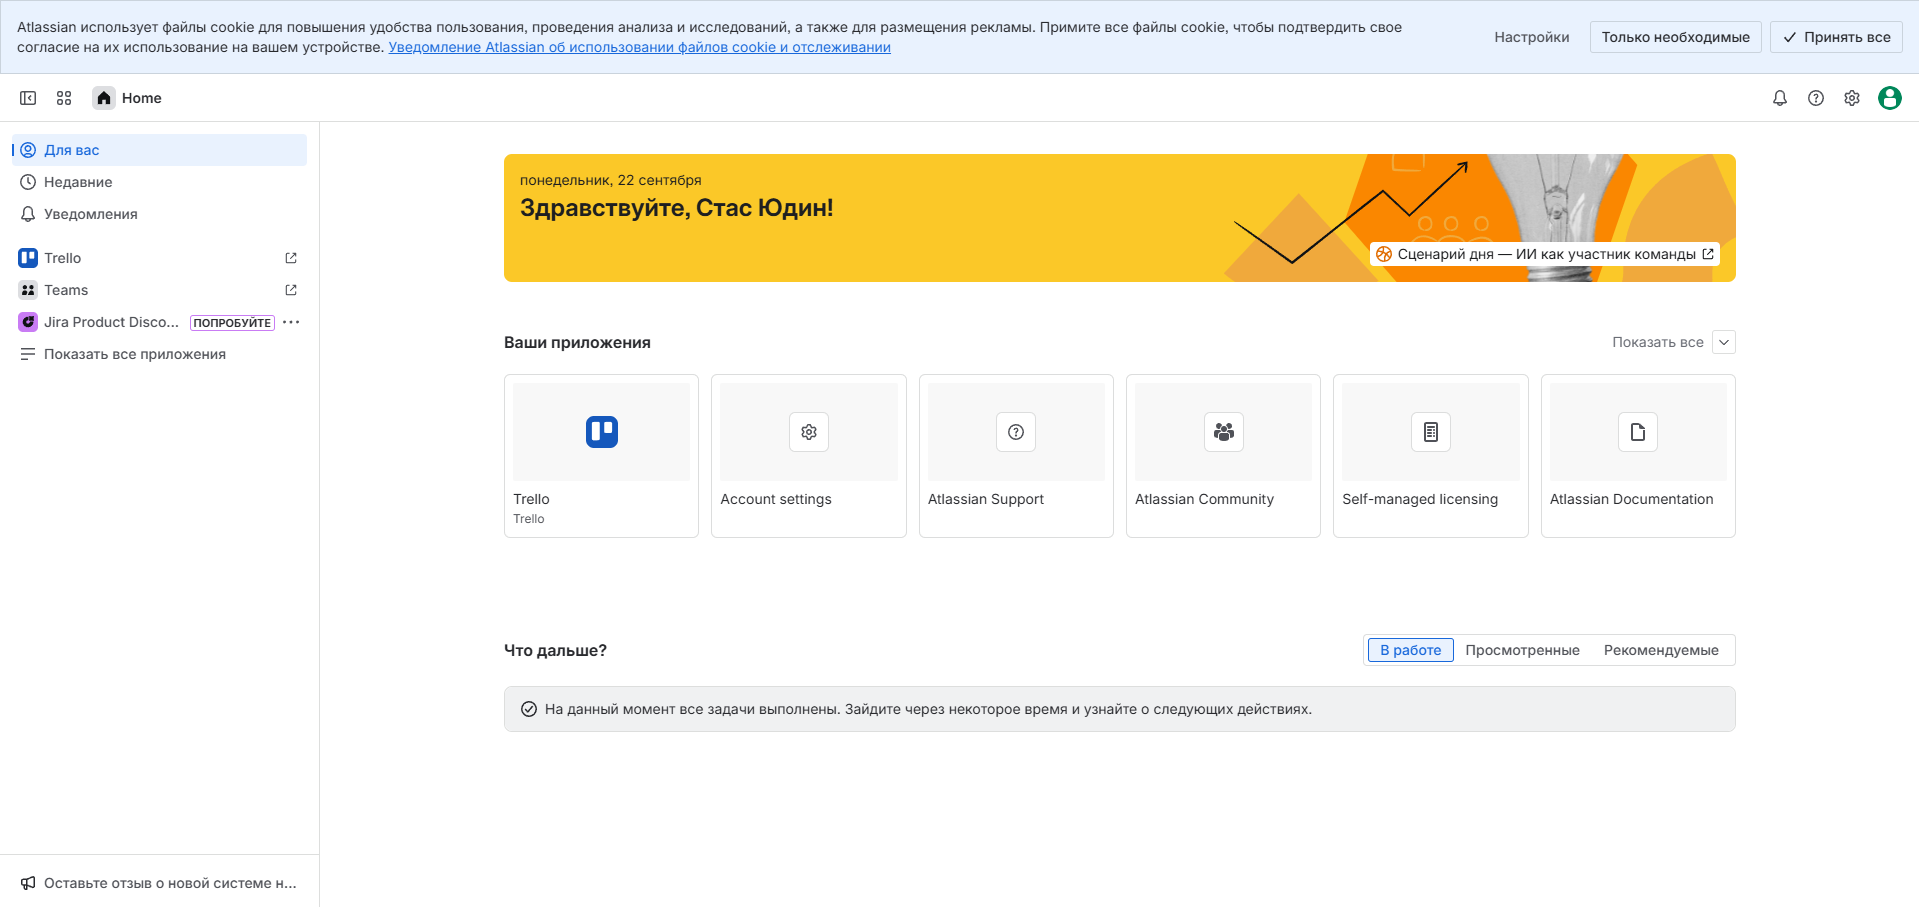 Atlassian использует файлы cookie для повышения удобства пользования, проведения анализа и исследований, а также для размещения рекламы. Примите все файлы cookie, чтобы подтвердить свое
согласие на их использование на вашем устройстве. Уведомление Atlassian об использовании файлов cookie и отслеживании
Настройки
Только необходимые
Принять все
Home
Для вас
Недавние
Уведомления
Trello
Teams
Jira Product Disco... ПОПРОБУЙТЕ
Показать все приложения
Оставьте отзыв о новой системе н...
понедельник, 22 сентября
Здравствуйте, Стас Юдин!
Сценарий дня — ИИ как участник команды
Ваши приложения
Показать все
Trello
Trello
Account settings
Atlassian Support
Atlassian Community
Self-managed licensing
Atlassian Documentation
Что дальше?
В работе
Просмотренные
Рекомендуемые
На данный момент все задачи выполнены. Зайдите через некоторое время и узнайте о следующих действиях.